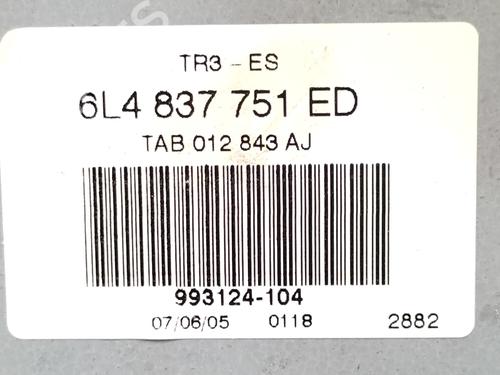 TR3 - ES
6L4 837 751 ED
TAB 012 843 AJ
993124-104
07/06/05 0118 2882